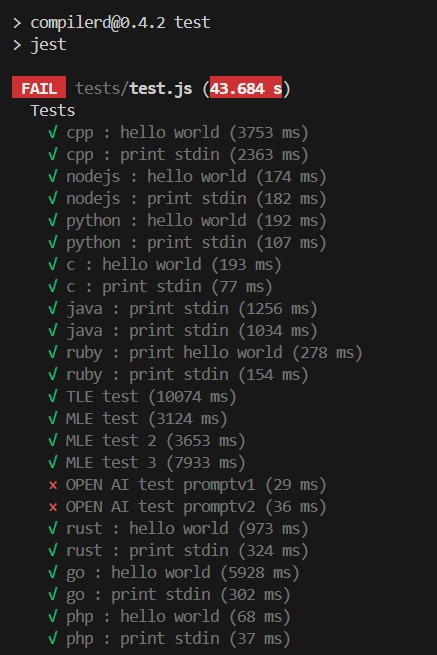 > compilerd@0.4.2 test
> jest
FAIL tests/test.js (43.684 s)
Tests
√ cpp : hello world (3753 ms)
√ cpp : print stdin (2363 ms)
√ nodejs : hello world (174 ms)
√ nodejs : print stdin (182 ms)
√ python : hello world (192 ms)
√ python : print stdin (107 ms)
√ c : hello world (193 ms)
√ c : print stdin (77 ms)
√ java : print stdin (1256 ms)
√ java : print stdin (1034 ms)
√ ruby : print hello world (278 ms)
√ ruby : print stdin (154 ms)
√ TLE test (10074 ms)
√ MLE test (3124 ms)
√ MLE test 2 (3653 ms)
√ MLE test 3 (7933 ms)
× OPEN AI test promptv1 (29 ms)
× OPEN AI test promptv2 (36 ms)
√ rust : hello world (973 ms)
√ rust : print stdin (324 ms)
√ go : hello world (5928 ms)
√ go : print stdin (302 ms)
√ php : hello world (68 ms)
√ php : print stdin (37 ms)